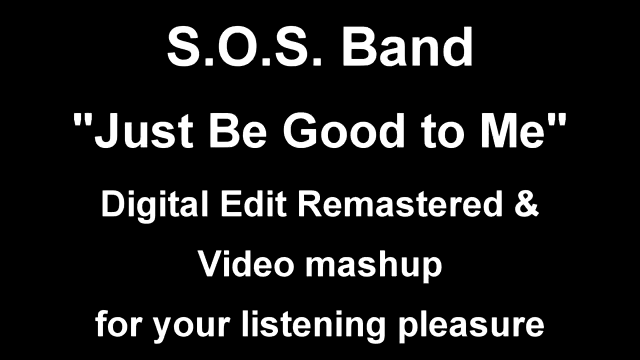 S.O.S. Band
"Just Be Good to Me"
Digital Edit Remastered &
Video mashup
for your listening pleasure